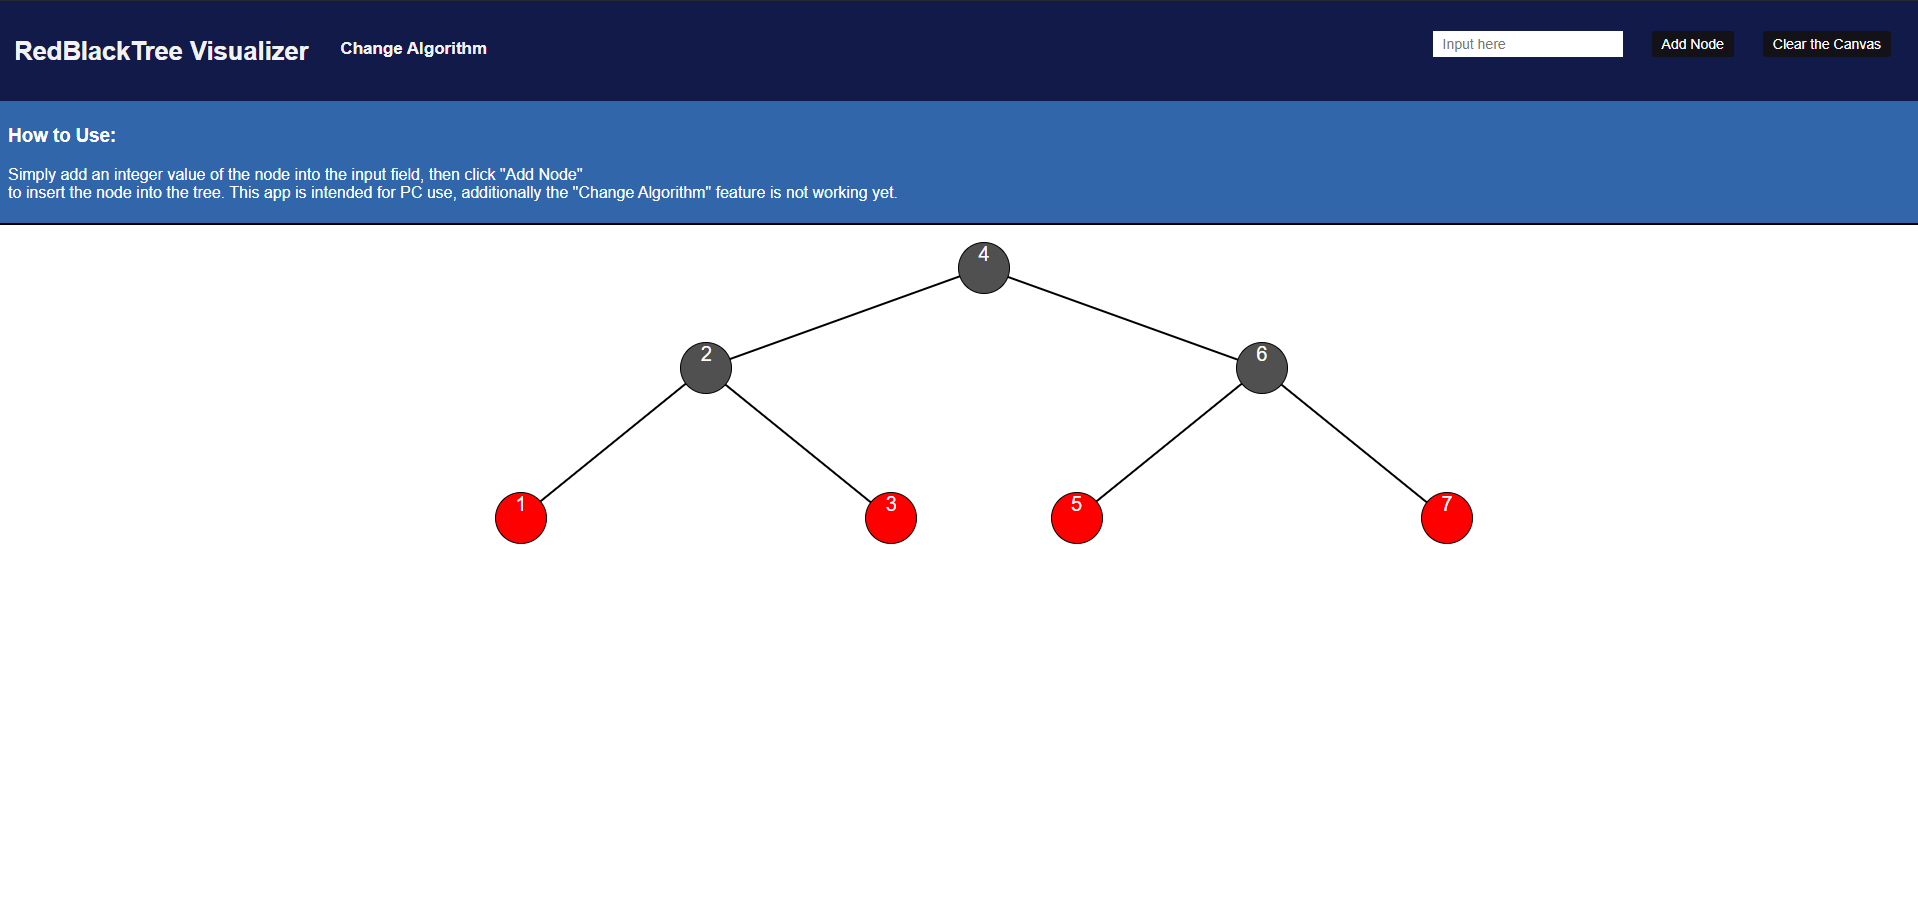 RedBlackTree Visualizer
Change Algorithm
Input here
Add Node
Clear the Canvas
How to Use:
Simply add an integer value of the node into the input field, then click "Add Node"
to insert the node into the tree. This app is intended for PC use, additionally the "Change Algorithm" feature is not working yet.
4
2
6
1
3
5
7